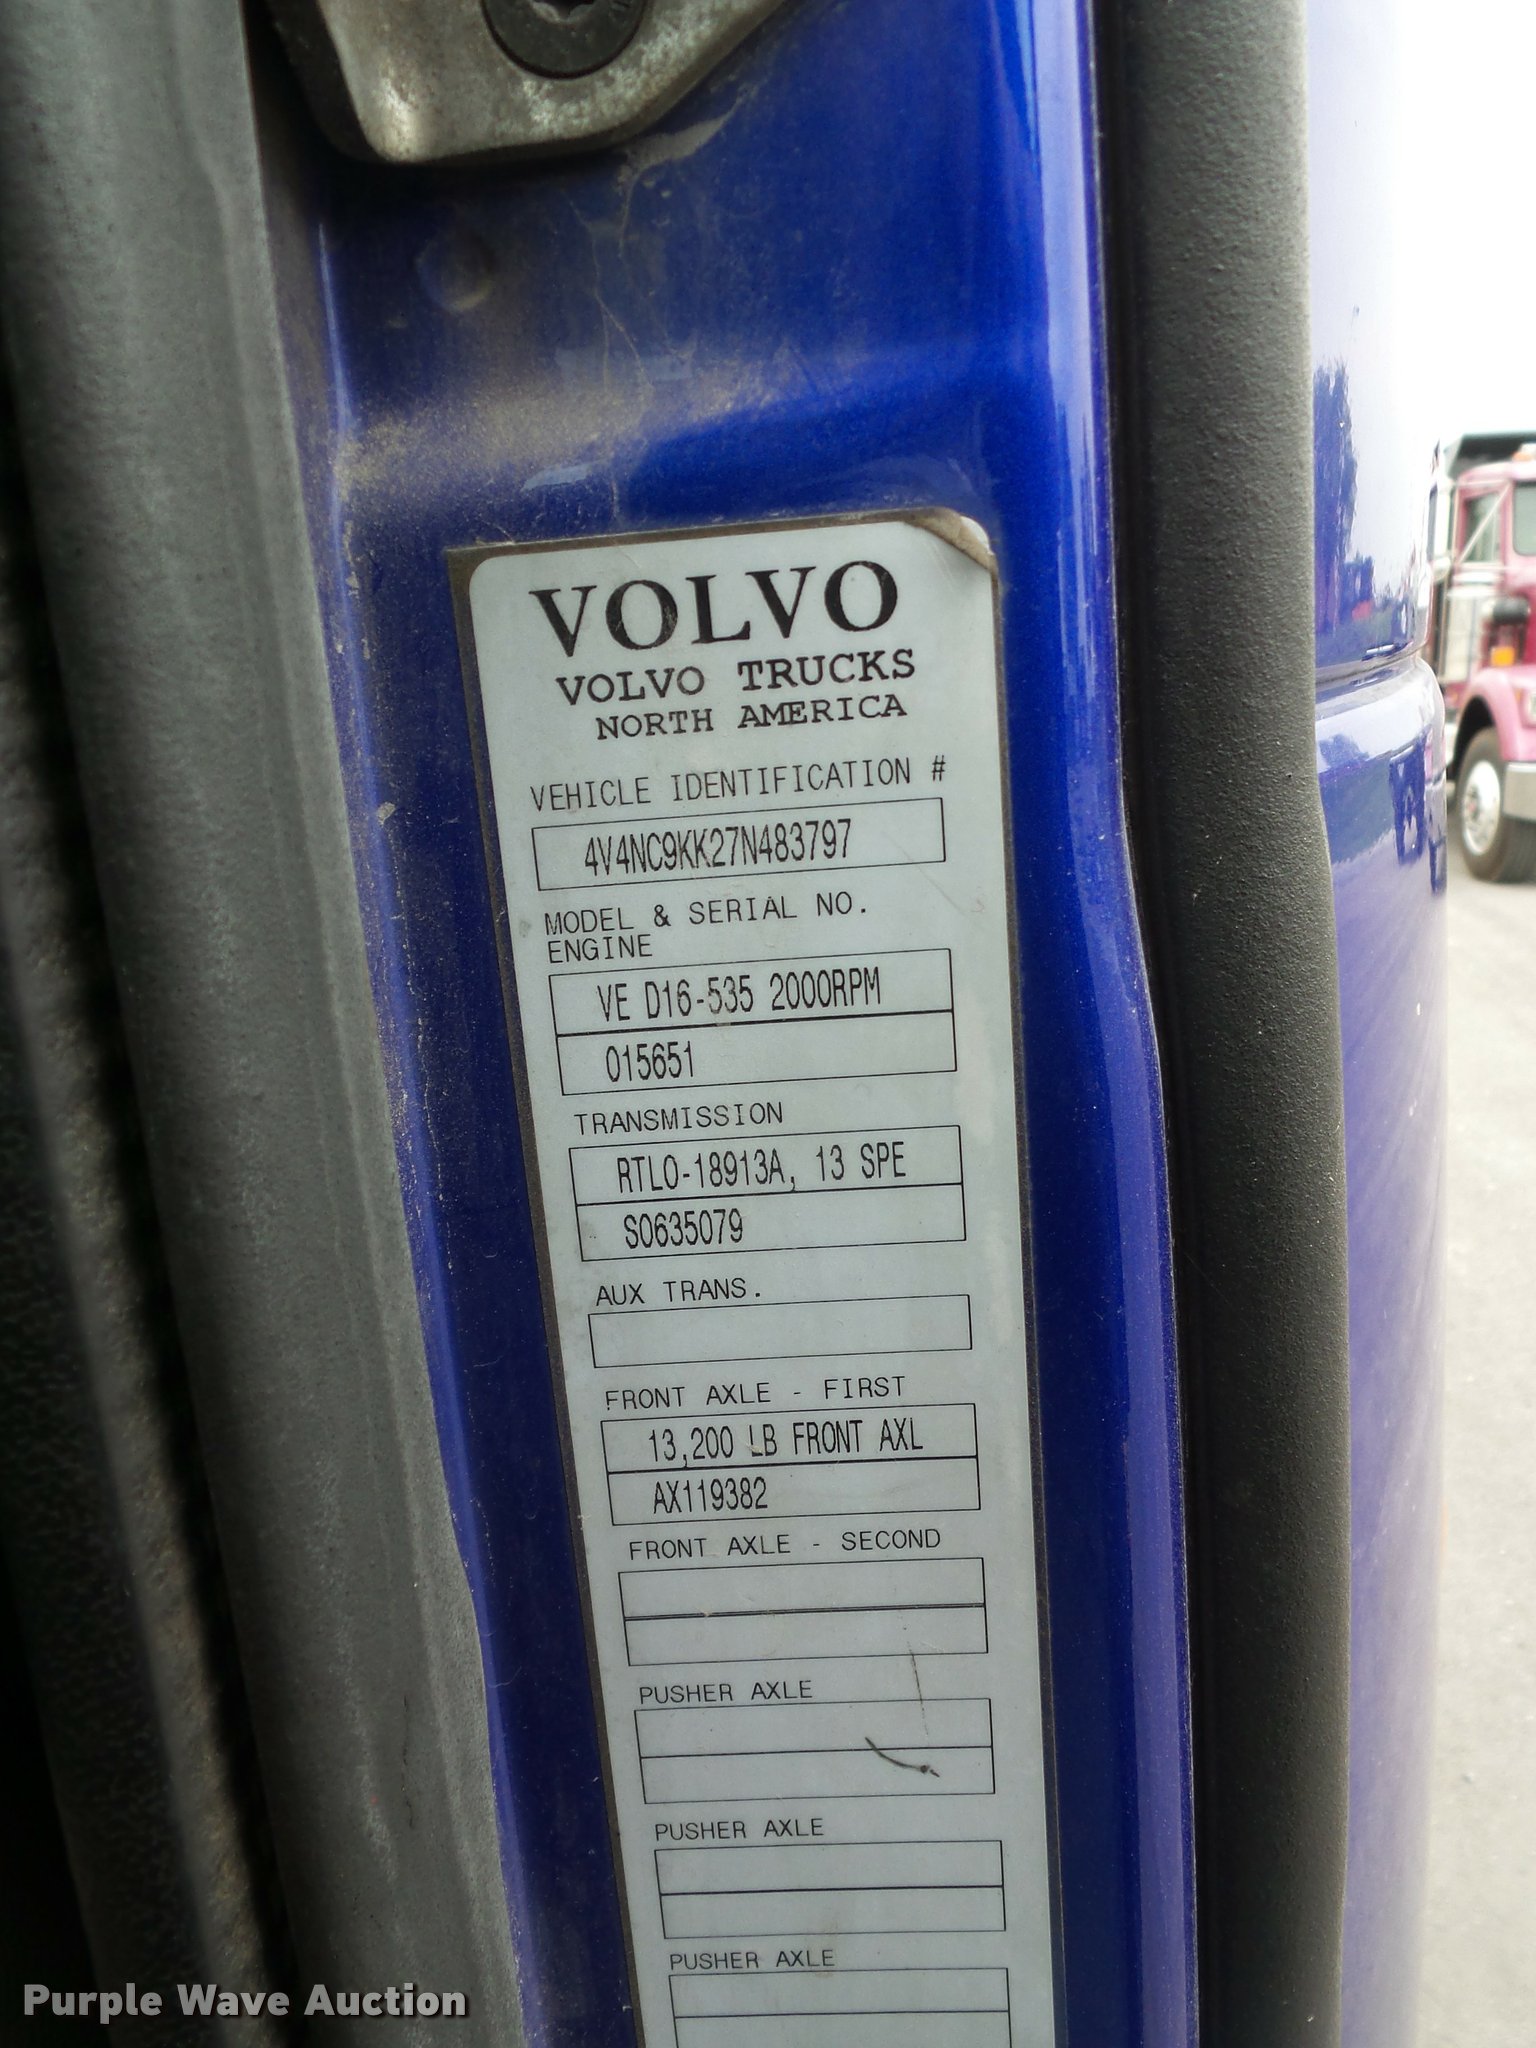 VOLVO
VOLVO TRUCKS
NORTH AMERICA
VEHICLE IDENTIFICATION #
4V4NC9KK27N483797
MODEL & SERIAL NO.
ENGINE
VE D16-535 2000RPM
015651
TRANSMISSION
RTLO-18913A, 13 SPE
S0635079
AUX TRANS.
FRONT AXLE - FIRST
13,200 LB FRONT AXL
AX119382
FRONT AXLE - SECOND
PUSHER AXLE
PUSHER AXLE
PUSHER AXLE
Purple Wave Auction